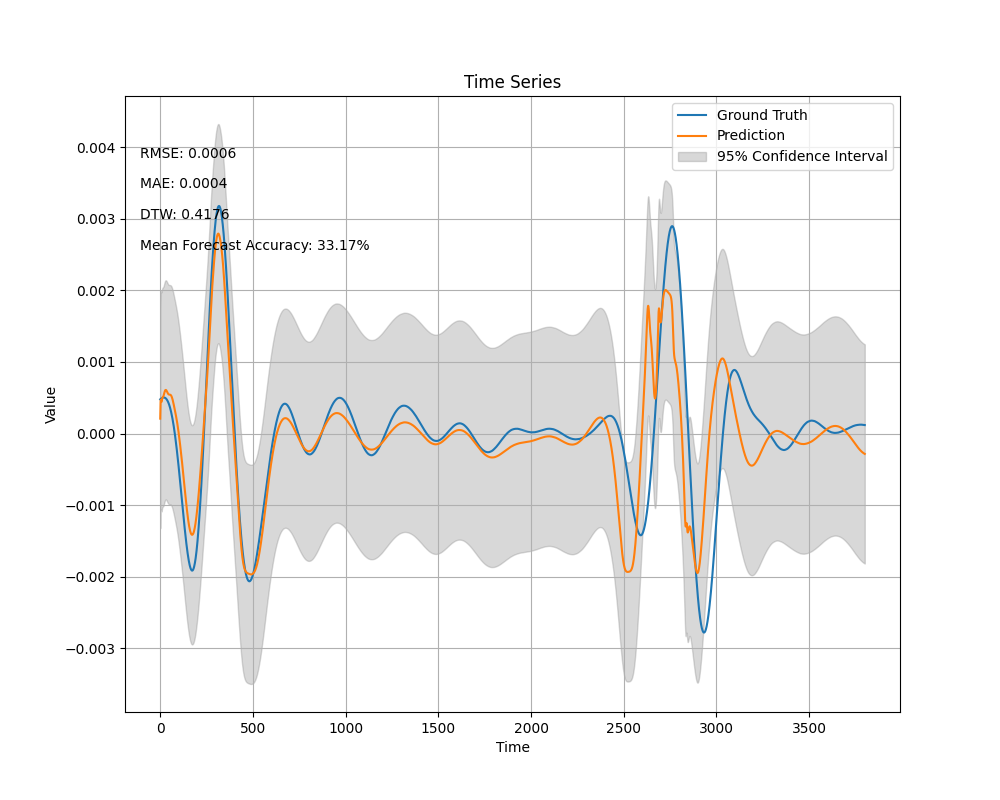 Time Series
Ground Truth
Prediction
95% Confidence Interval
RMSE: 0.0006
MAE: 0.0004
DTW: 0.4176
Mean Forecast Accuracy: 33.17%
Value
0.004
0.003
0.002
0.001
0.000
−0.001
−0.002
−0.003
0 500 1000 1500 2000 2500 3000 3500
Time